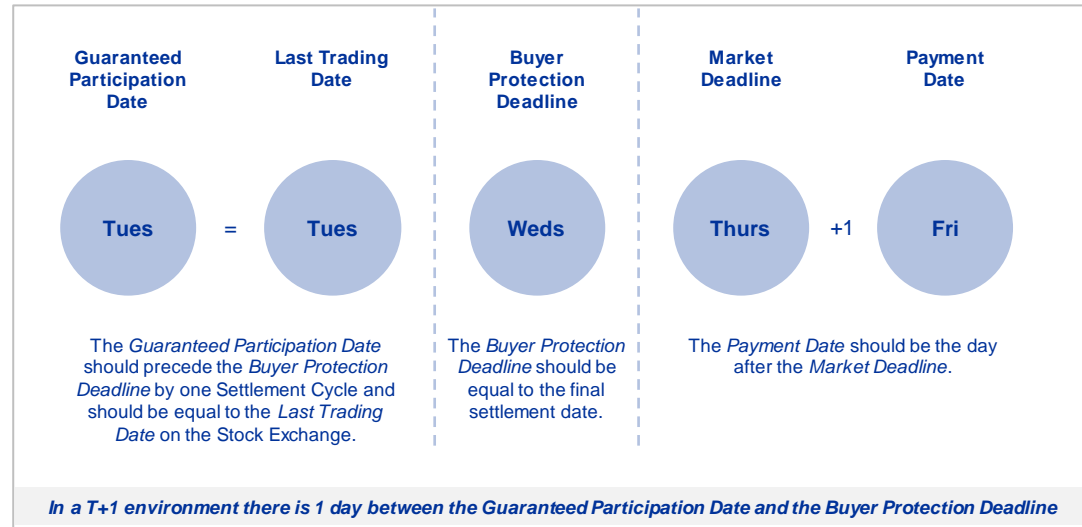 Guaranteed
Participation
Date
Last Trading
Date
Buyer
Protection
Deadline
Market
Deadline
Payment
Date
Tues
=
Tues
Weds
Thurs
+1
Fri
The Guaranteed Participation Date
should precede the Buyer Protection
Deadline by one Settlement Cycle and
should be equal to the Last Trading
Date on the Stock Exchange.
The Buyer Protection
Deadline should be
equal to the final
settlement date.
The Payment Date should be the day
after the Market Deadline.
In a T+1 environment there is 1 day between the Guaranteed Participation Date and the Buyer Protection Deadline